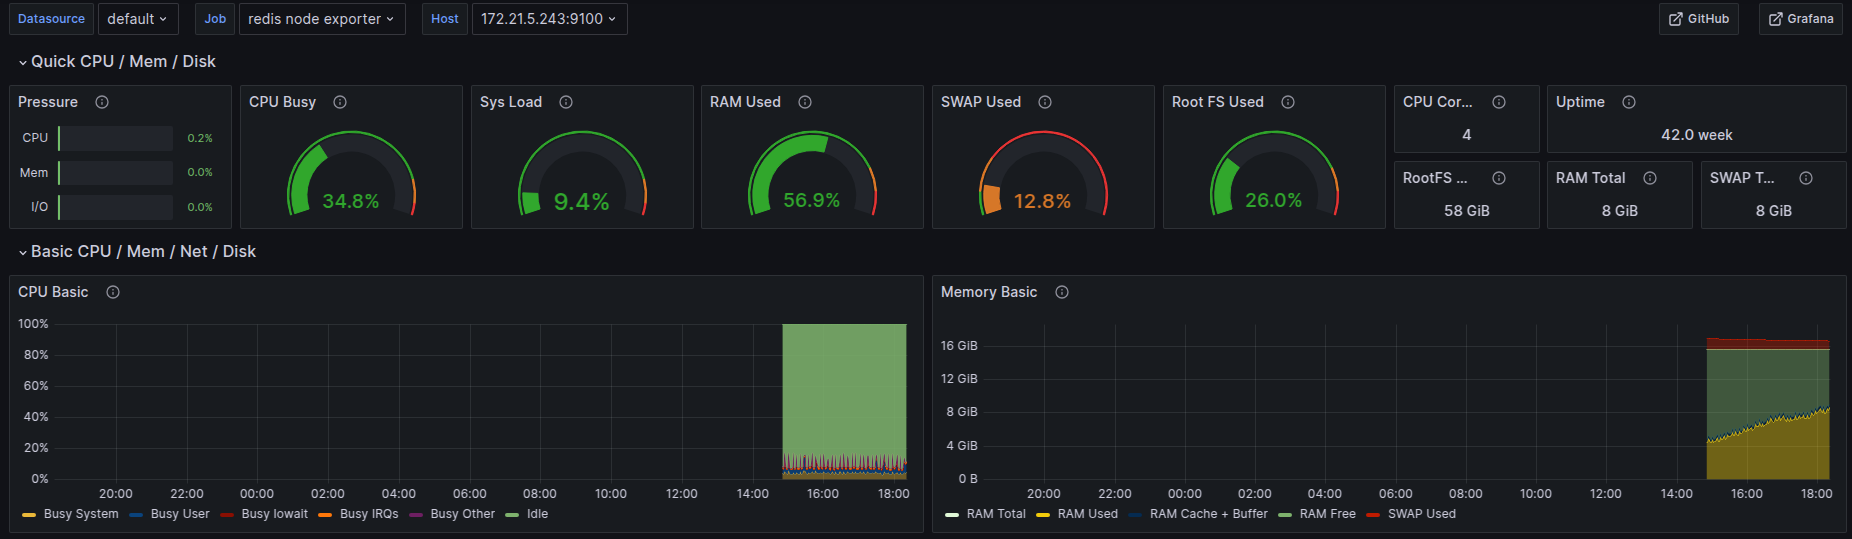 Datasource default Job redis node exporter Host 172.21.5.243:9100 GitHub Grafana
Quick CPU / Mem / Disk
Pressure CPU Busy Sys Load RAM Used SWAP Used Root FS Used CPU Cor... Uptime
CPU 0.2%
Mem 0.0%
I/O 0.0%
34.8%
9.4%
56.9%
12.8%
26.0%
4
42.0 week
RootFS ... RAM Total SWAP T...
58 GiB 8 GiB 8 GiB
Basic CPU / Mem / Net / Disk
CPU Basic
100%
80%
60%
40%
20%
0%
20:00 22:00 00:00 02:00 04:00 06:00 08:00 10:00 12:00 14:00 16:00 18:00
Busy System Busy User Busy Iowait Busy IRQs Busy Other Idle
Memory Basic
16 GiB
12 GiB
8 GiB
4 GiB
0 B
20:00 22:00 00:00 02:00 04:00 06:00 08:00 10:00 12:00 14:00 16:00 18:00
RAM Total RAM Used RAM Cache + Buffer RAM Free SWAP Used